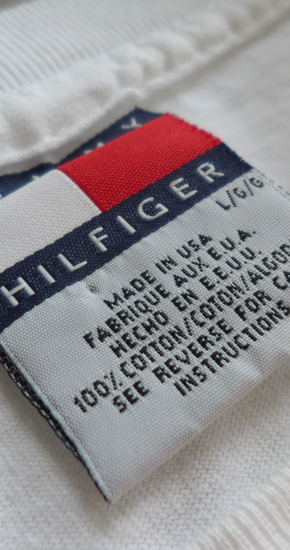 HILFIGER
L/G/G
MADE IN USA
FABRIQUE AUX E.U.A.
HECHO EN E.E.U.U.
100% COTTON/COTON/ALGOD
SEE REVERSE FOR CA
INSTRUCTIONS